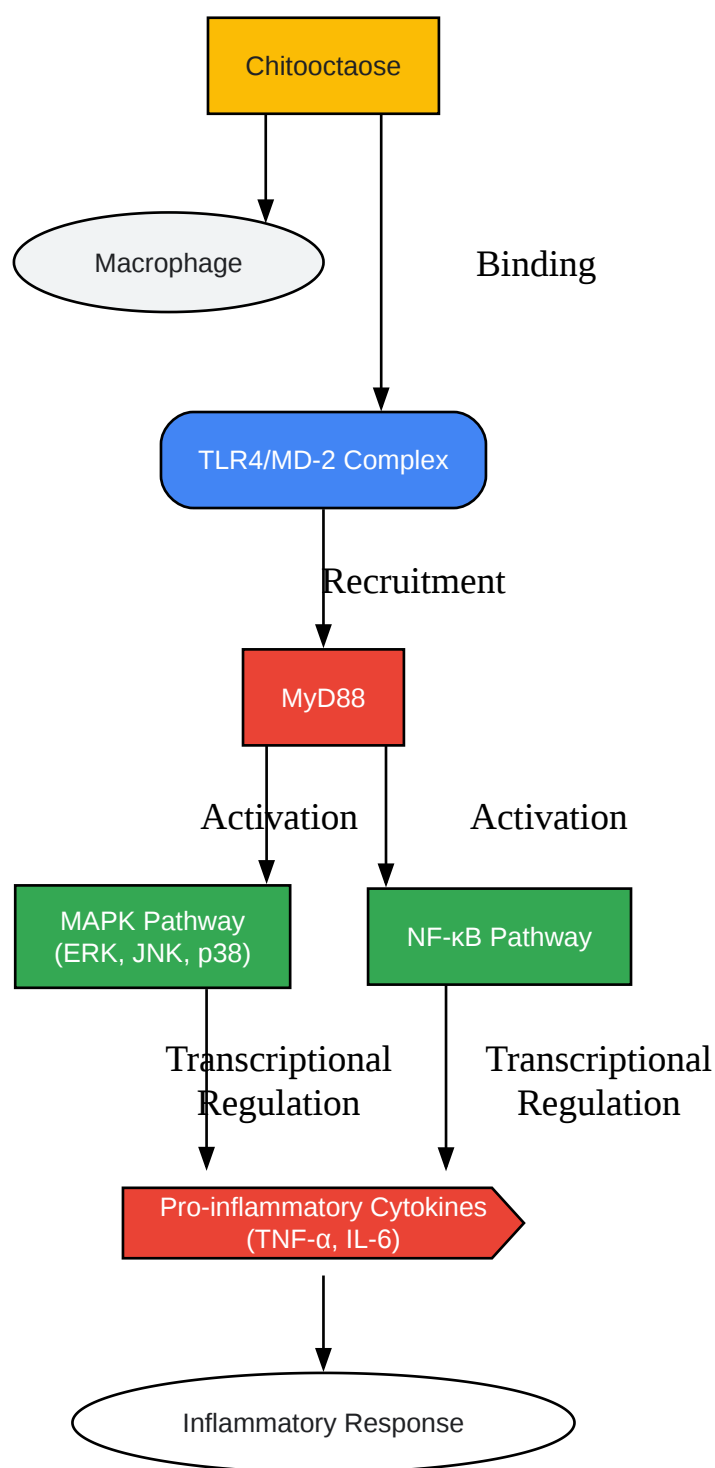 Chitooctaose
Macrophage
Binding
TLR4/MD-2 Complex
Recruitment
MyD88
Activation
Activation
MAPK Pathway
(ERK, JNK, p38)
NF-κB Pathway
Transcriptional
Regulation
Transcriptional
Regulation
Pro-inflammatory Cytokines
(TNF-α, IL-6)
Inflammatory Response